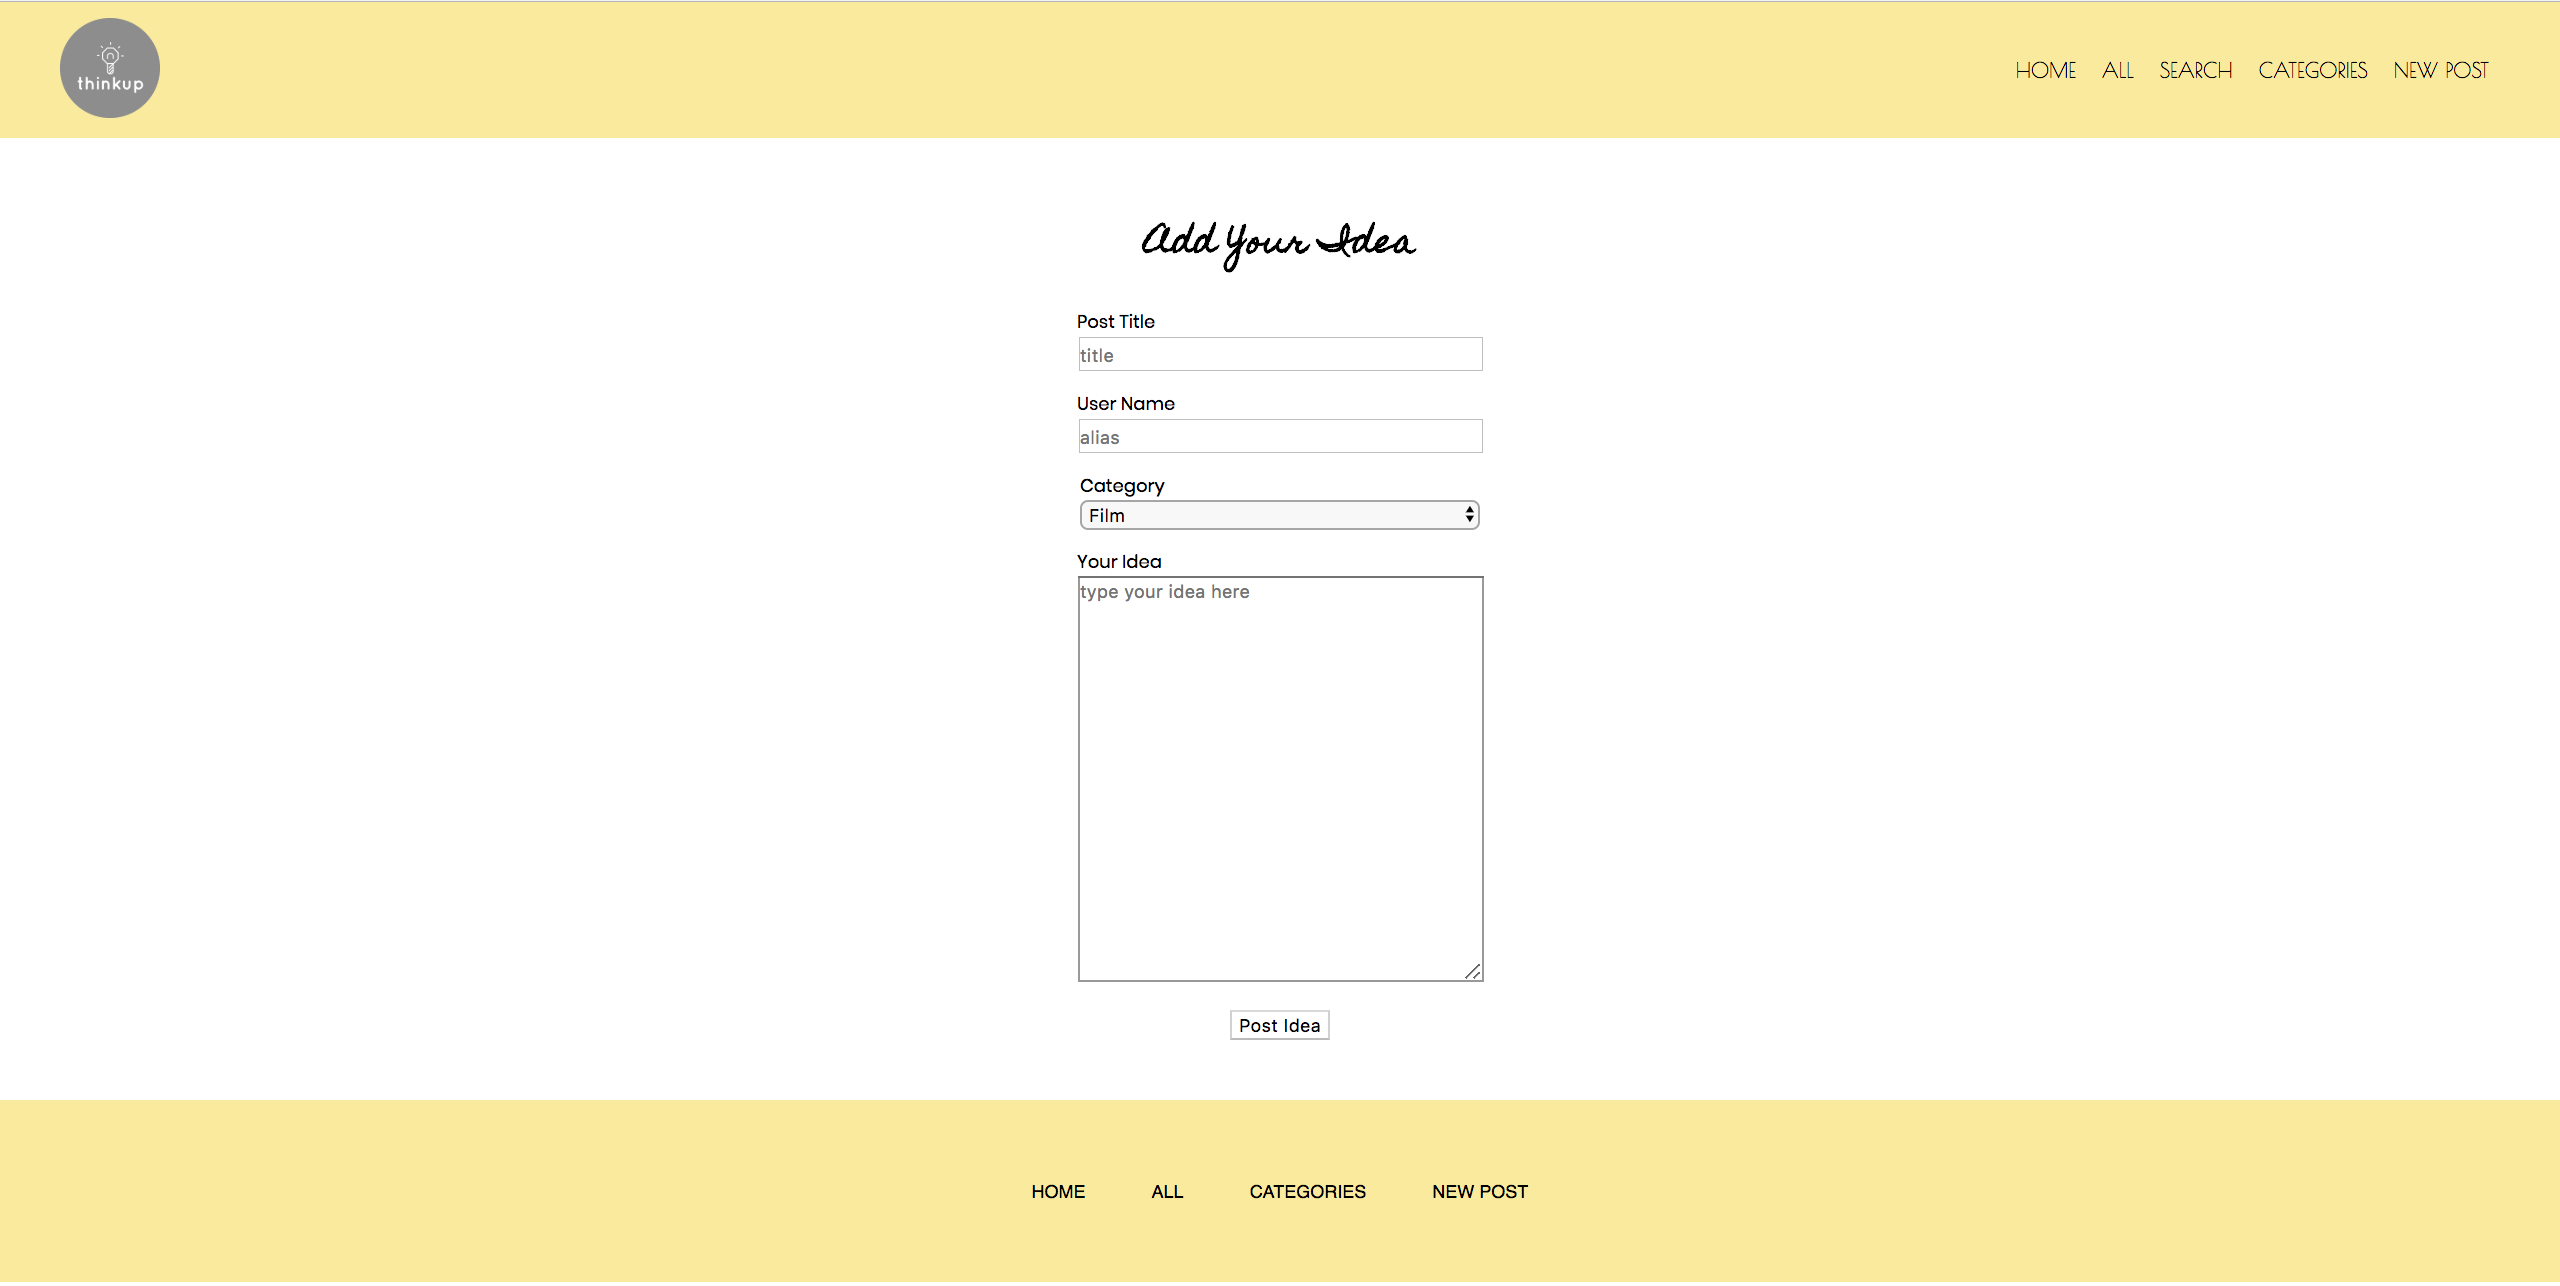 thinkup
HOME ALL SEARCH CATEGORIES NEW POST
Add Your Idea
Post Title
title
User Name
alias
Category
Film
Your Idea
type your idea here
Post Idea
HOME ALL CATEGORIES NEW POST